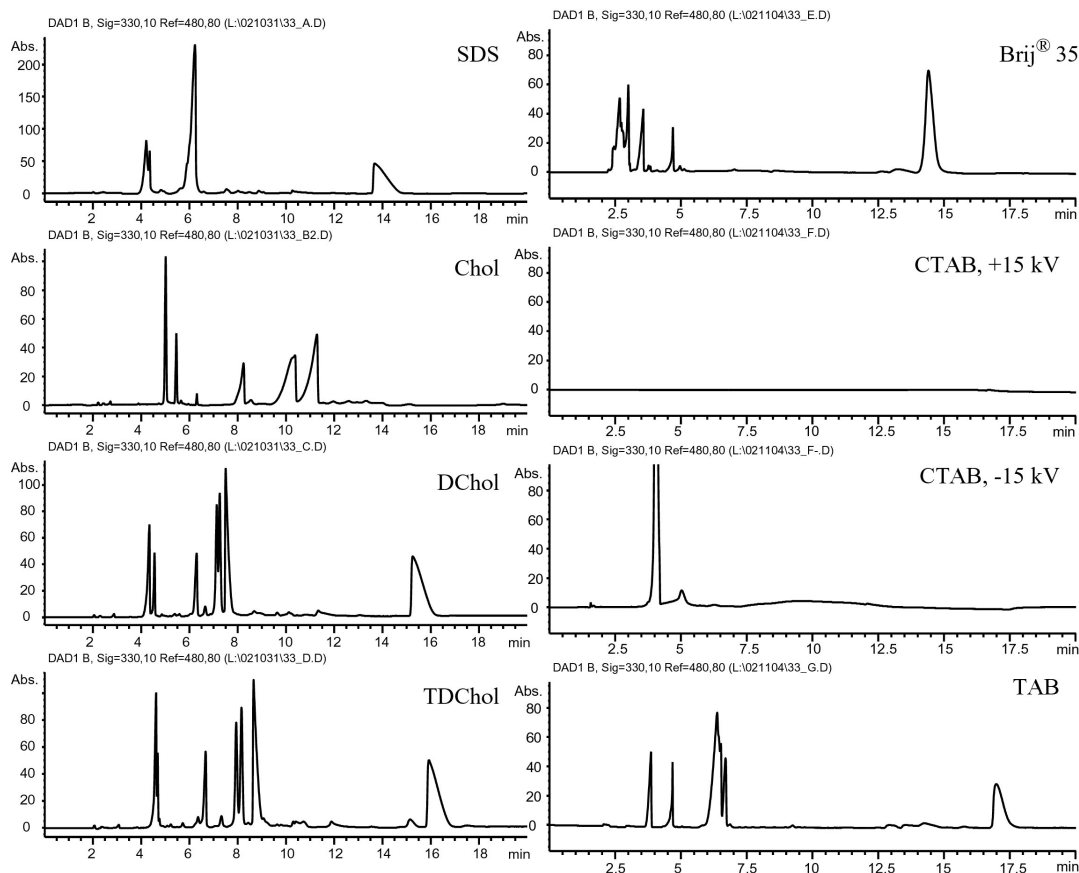 DAD1 B, Sig=330,10 Ref=480,80 (L:\021031\33_A.D)
Abs.
SDS
200
150
100
50
0
2 4 6 8 10 12 14 16 18 min
DAD1 B, Sig=330,10 Ref=480,80 (L:\021031\33_B2.D)
Abs.
Chol
80
60
40
20
0
2 4 6 8 10 12 14 16 18 min
DAD1 B, Sig=330,10 Ref=480,80 (L:\021031\33_C.D)
Abs.
DChol
100
80
60
40
20
0
2 4 6 8 10 12 14 16 18 min
DAD1 B, Sig=330,10 Ref=480,80 (L:\021031\33_D.D)
Abs.
TDChol
80
60
40
20
0
2 4 6 8 10 12 14 16 18 min
DAD1 B, Sig=330,10 Ref=480,80 (L:\021104\33_E.D)
Abs.
Brij® 35
80
60
40
20
0
2.5 5 7.5 10 12.5 15 17.5 min
DAD1 B, Sig=330,10 Ref=480,80 (L:\021104\33_F.D)
Abs.
CTAB, +15 kV
80
60
40
20
0
2.5 5 7.5 10 12.5 15 17.5 min
DAD1 B, Sig=330,10 Ref=480,80 (L:\021104\33_F-.D)
Abs.
CTAB, -15 kV
80
60
40
20
0
2.5 5 7.5 10 12.5 15 17.5 min
DAD1 B, Sig=330,10 Ref=480,80 (L:\021104\33_G.D)
Abs.
TAB
80
60
40
20
0
2.5 5 7.5 10 12.5 15 17.5 min